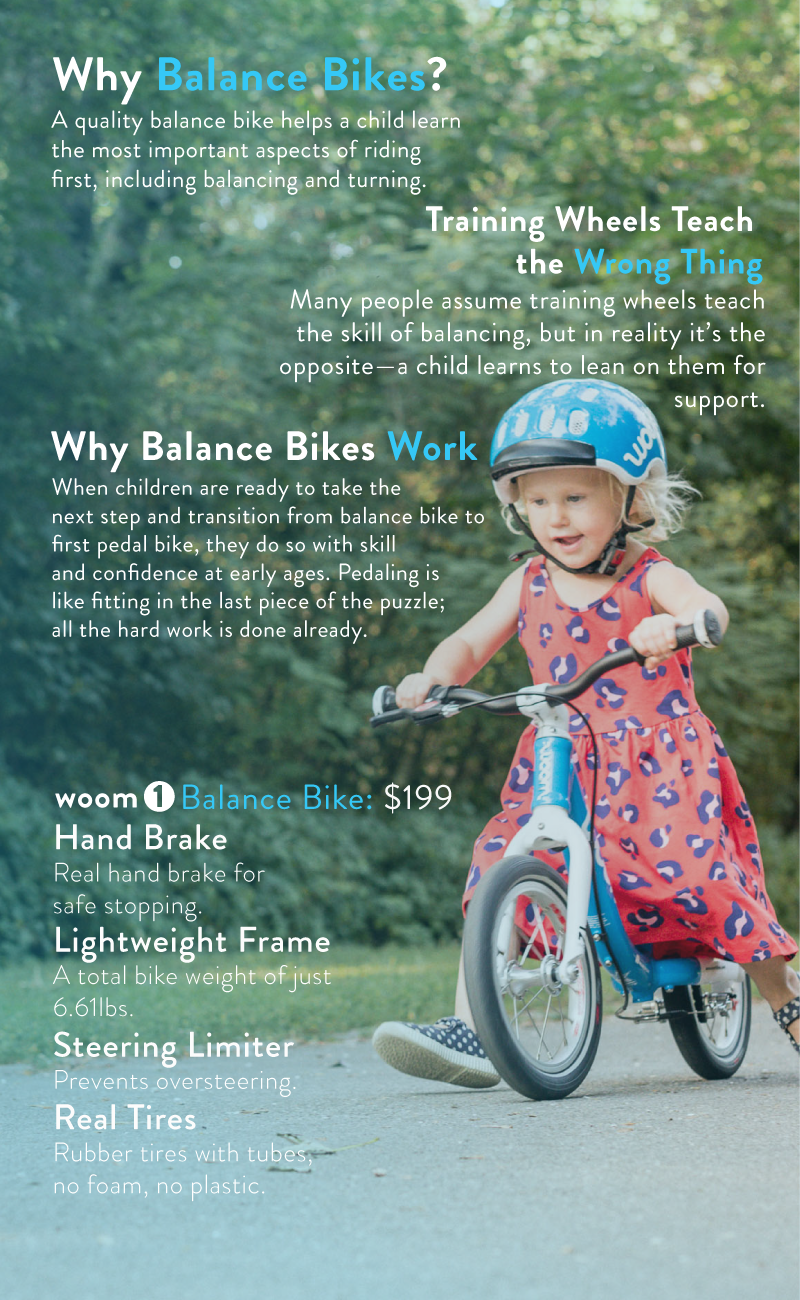 Why Balance Bikes?
A quality balance bike helps a child learn
the most important aspects of riding
first, including balancing and turning.
Training Wheels Teach
the Wrong Thing
Many people assume training wheels teach
the skill of balancing, but in reality it’s the
opposite—a child learns to lean on them for
support.
Why Balance Bikes Work
When children are ready to take the
next step and transition from balance bike to
first pedal bike, they do so with skill
and confidence at early ages. Pedaling is
like fitting in the last piece of the puzzle;
all the hard work is done already.
woom 1 Balance Bike: $199
Hand Brake
Real hand brake for
safe stopping.
Lightweight Frame
A total bike weight of just
6.61lbs.
Steering Limiter
Prevents oversteering.
Real Tires
Rubber tires with tubes,
no foam, no plastic.
woom